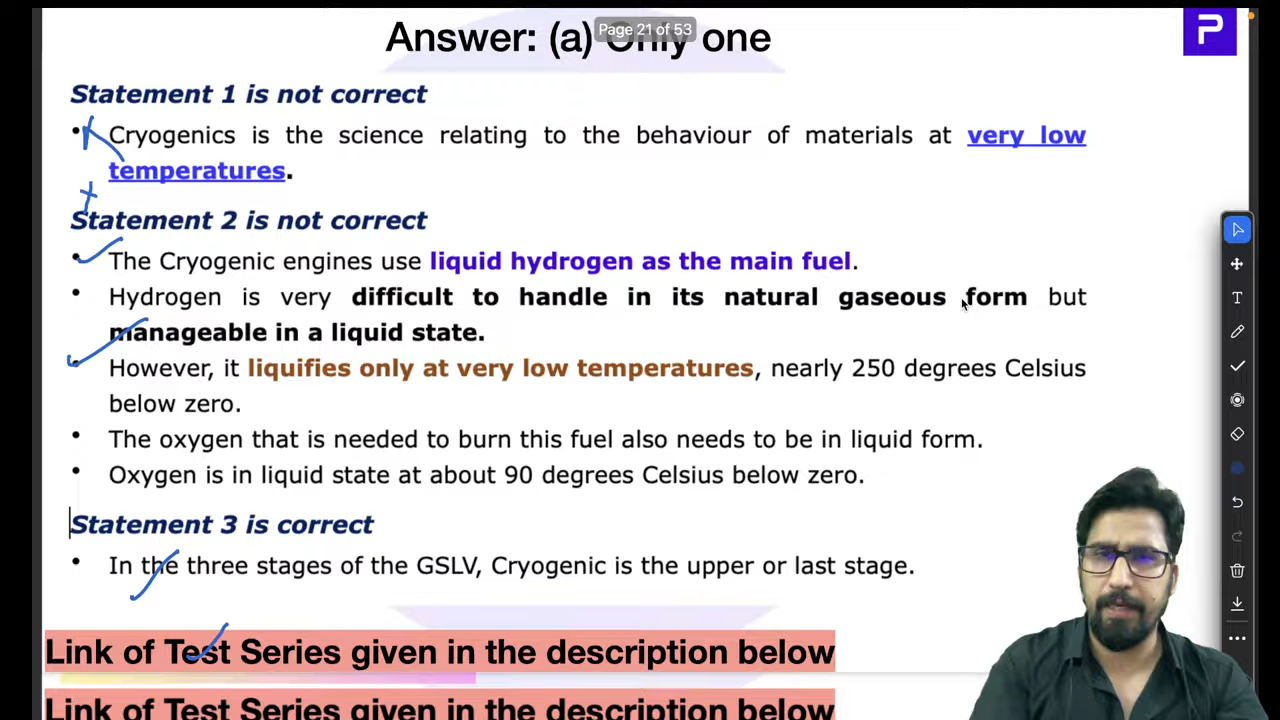 Answer: (a) Only one
Page 21 of 53
P
Statement 1 is not correct
• Cryogenics is the science relating to the behaviour of materials at very low
temperatures.
Statement 2 is not correct
• The Cryogenic engines use liquid hydrogen as the main fuel.
• Hydrogen is very difficult to handle in its natural gaseous form but
manageable in a liquid state.
• However, it liquifies only at very low temperatures, nearly 250 degrees Celsius
below zero.
• The oxygen that is needed to burn this fuel also needs to be in liquid form.
• Oxygen is in liquid state at about 90 degrees Celsius below zero.
Statement 3 is correct
• In the three stages of the GSLV, Cryogenic is the upper or last stage.
Link of Test Series given in the description below
Link of Test Series given in the description below